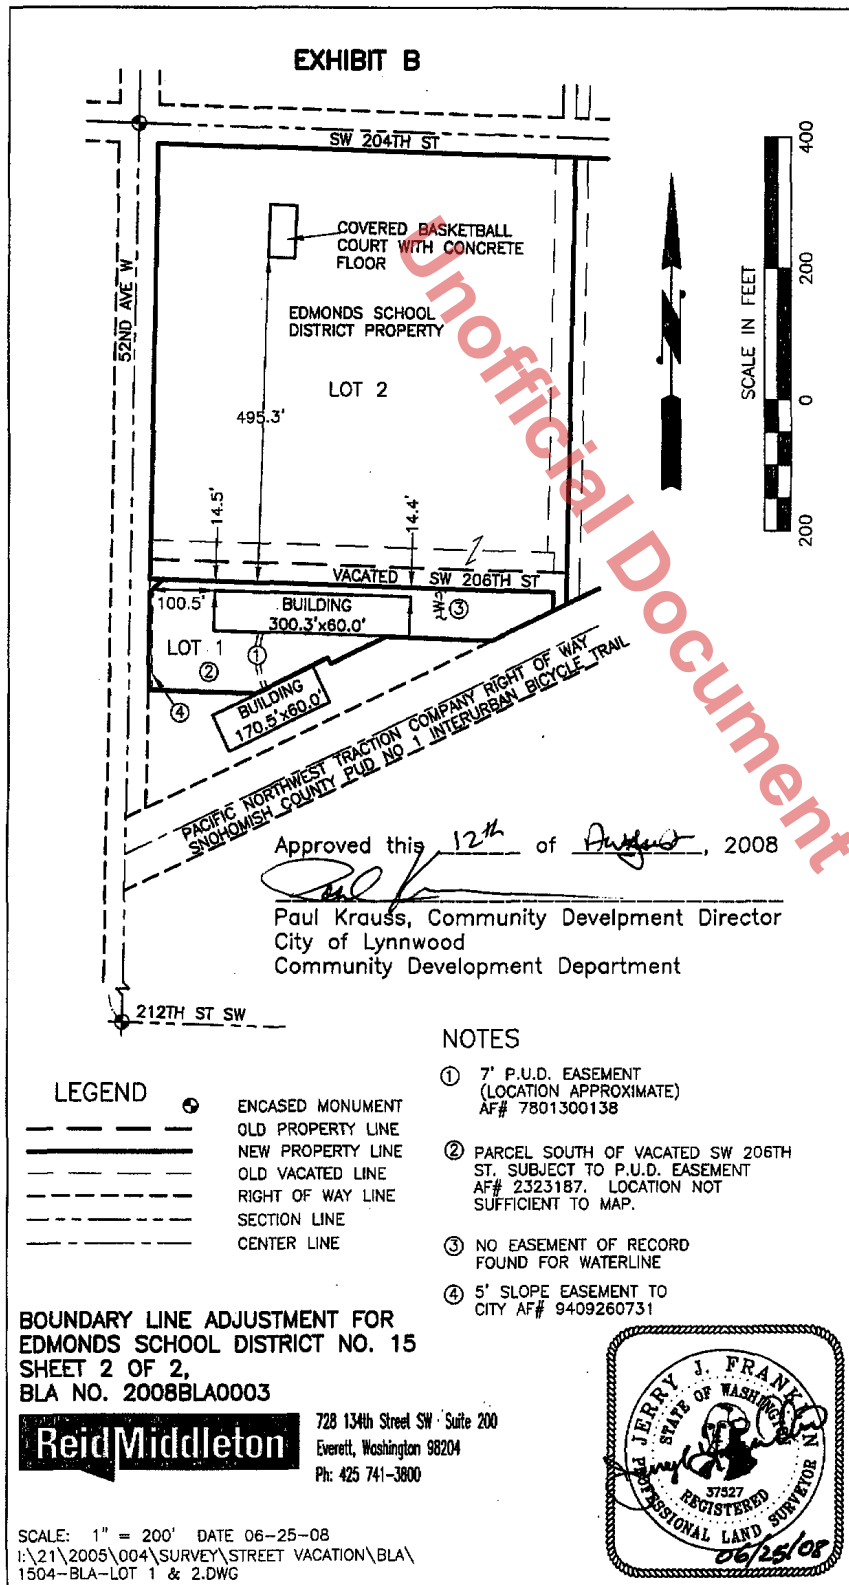 EXHIBIT B
SW 204TH ST
52ND AVE W
COVERED BASKETBALL
COURT WITH CONCRETE
FLOOR
EDMONDS SCHOOL
DISTRICT PROPERTY
LOT 2
495.3'
14.5'
14.4'
VACATED SW 206TH ST
100.5'
BUILDING
300.3'x60.0'
3
LOT 1
1
2
BUILDING
170.5'x60.0'
4
PACIFIC NORTHWEST TRACTION COMPANY RIGHT OF WAY
SNOHOMISH COUNTY PUD NO 1 INTERURBAN BICYCLE TRAIL
N
SCALE IN FEET
400
200
0
200
Unofficial Document
Approved this 12th of August, 2008
Paul Krauss, Community Develpment Director
City of Lynnwood
Community Development Department
212TH ST SW
LEGEND
ENCASED MONUMENT
OLD PROPERTY LINE
NEW PROPERTY LINE
OLD VACATED LINE
RIGHT OF WAY LINE
SECTION LINE
CENTER LINE
NOTES
1 7' P.U.D. EASEMENT
(LOCATION APPROXIMATE)
AF# 7801300138
2 PARCEL SOUTH OF VACATED SW 206TH
ST. SUBJECT TO P.U.D. EASEMENT
AF# 2323187. LOCATION NOT
SUFFICIENT TO MAP.
3 NO EASEMENT OF RECORD
FOUND FOR WATERLINE
4 5' SLOPE EASEMENT TO
CITY AF# 9409260731
BOUNDARY LINE ADJUSTMENT FOR
EDMONDS SCHOOL DISTRICT NO. 15
SHEET 2 OF 2,
BLA NO. 2008BLA0003
ReidMiddleton
728 134th Street SW · Suite 200
Everett, Washington 98204
Ph: 425 741-3800
SCALE: 1" = 200' DATE 06-25-08
I:\21\2005\004\SURVEY\STREET VACATION\BLA\
1504-BLA-LOT 1 & 2.DWG
JERRY J. FRANKLIN
STATE OF WASHINGTON
37527
REGISTERED
PROFESSIONAL LAND SURVEYOR
06/25/08